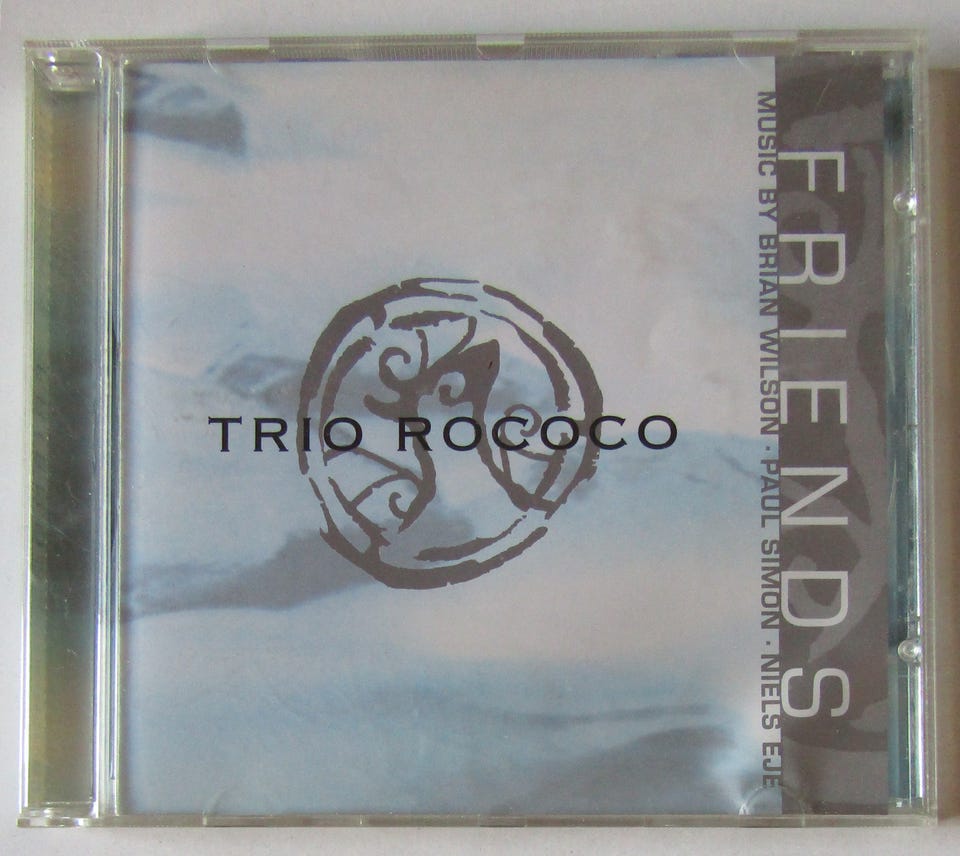 TRIO ROCOCO
FRIENDS
MUSIC BY BRIAN WILSON · PAUL SIMON · NIELS EJE